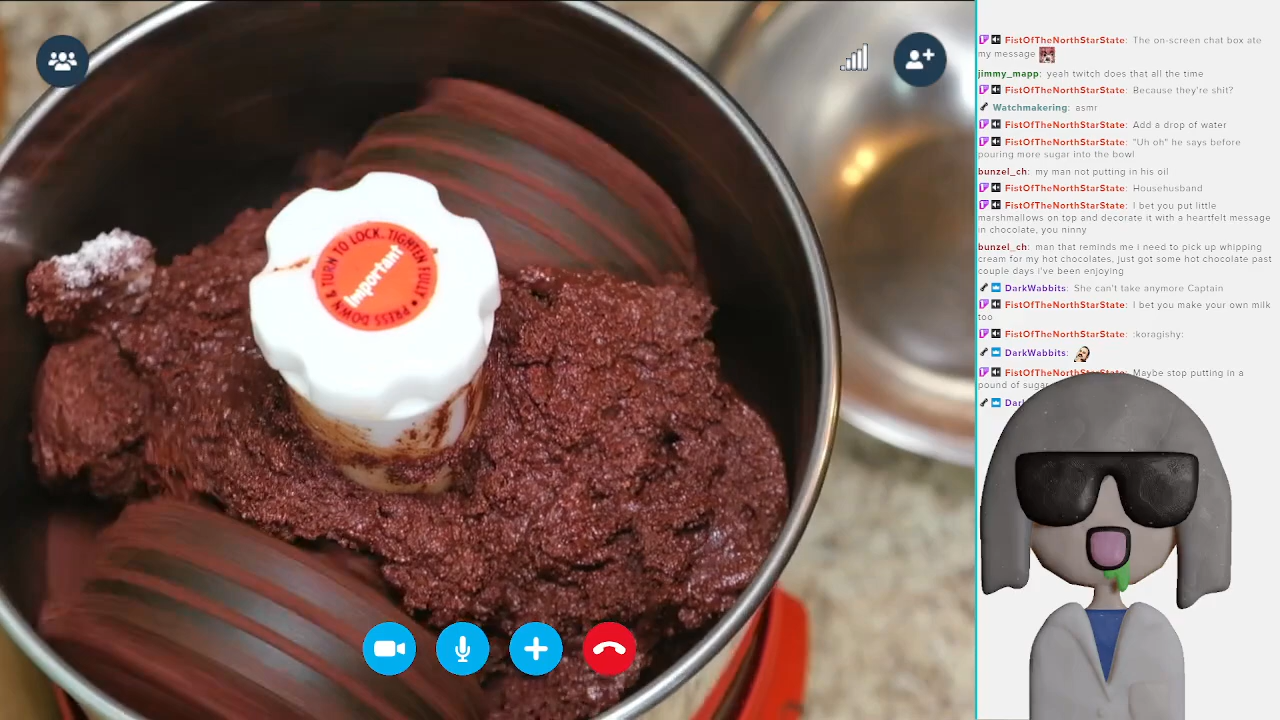 TURN TO LOCK. TIGHTEN FULLY • PRESS DOWN &
Important
FistOfTheNorthStarState: The on-screen chat box ate
my message
jimmy_mapp: yeah twitch does that all the time
FistOfTheNorthStarState: Because they're shit?
Watchmakering: asmr
FistOfTheNorthStarState: Add a drop of water
FistOfTheNorthStarState: "Uh oh" he says before
pouring more sugar into the bowl
bunzel_ch: my man not putting in his oil
FistOfTheNorthStarState: Househusband
FistOfTheNorthStarState: I bet you put little
marshmallows on top and decorate it with a heartfelt message
in chocolate, you ninny
bunzel_ch: man that reminds me i need to pick up whipping
cream for my hot chocolates, just got some hot chocolate past
couple days i've been enjoying
DarkWabbits: She can't take anymore Captain
FistOfTheNorthStarState: I bet you make your own milk
too
FistOfTheNorthStarState: :koragishy:
DarkWabbits:
FistOfTheNorthStarState: Maybe stop putting in a
pound of sugar